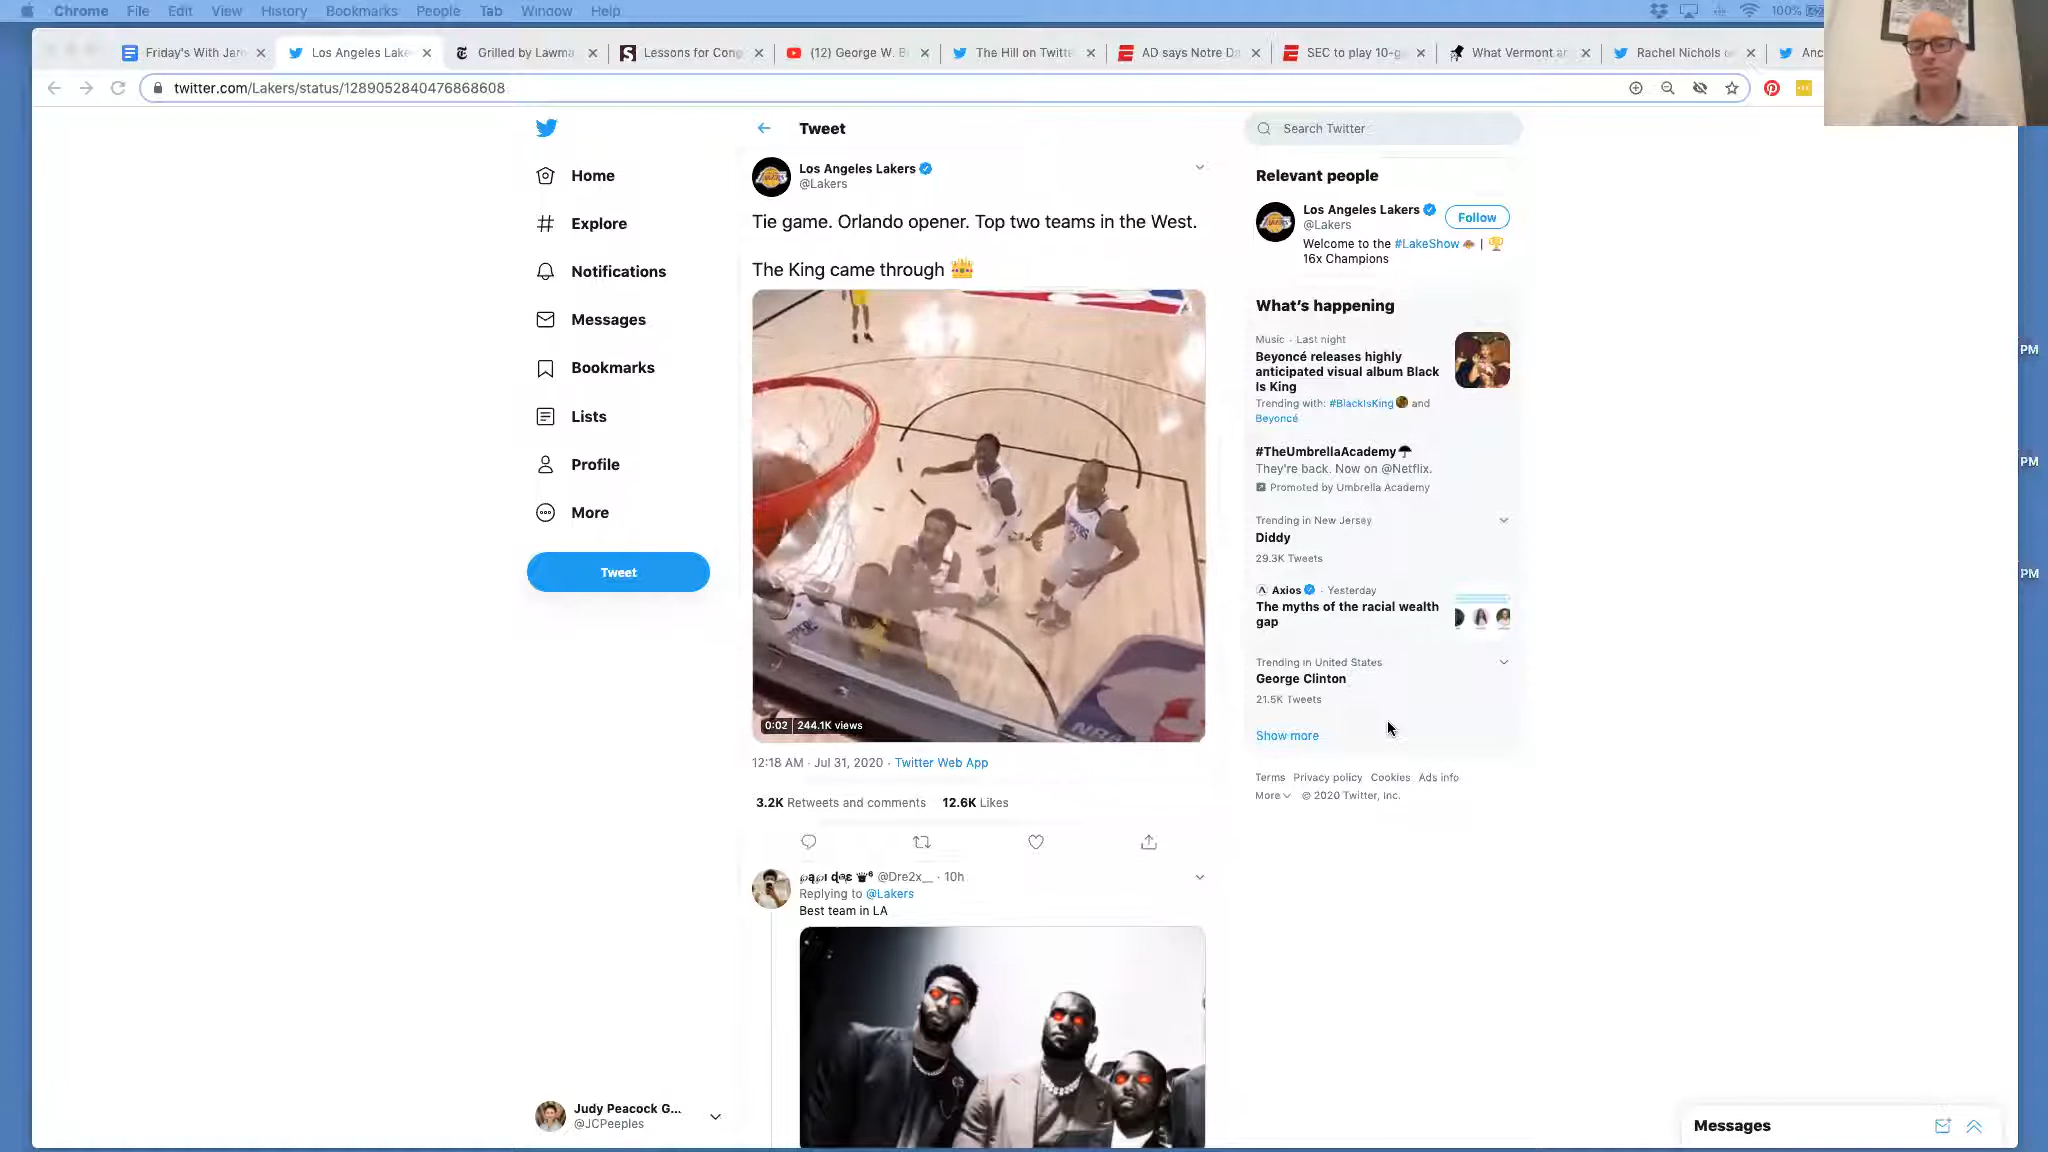 Chrome File Edit View History Bookmarks People Tab Window Help 100%
Friday's With Jaro
Los Angeles Lake
Grilled by Lawma
Lessons for Cong
(12) George W. B
The Hill on Twitte
AD says Notre Da
SEC to play 10-g
What Vermont an
Rachel Nichols o
Anc
twitter.com/Lakers/status/1289052840476868608
Home
Explore
Notifications
Messages
Bookmarks
Lists
Profile
More
Tweet
Judy Peacock G...
@JCPeeples
Tweet
Los Angeles Lakers
@Lakers
Tie game. Orlando opener. Top two teams in the West.
The King came through
NBA
0:02 244.1K views
12:18 AM · Jul 31, 2020 · Twitter Web App
3.2K Retweets and comments 12.6K Likes
@Dre2x__ · 10h
Replying to @Lakers
Best team in LA
Search Twitter
Relevant people
Los Angeles Lakers
@Lakers
Follow
Welcome to the #LakeShow |
16x Champions
What's happening
Music · Last night
Beyoncé releases highly
anticipated visual album Black
Is King
Trending with: #BlackIsKing and
Beyoncé
#TheUmbrellaAcademy
They're back. Now on @Netflix.
Promoted by Umbrella Academy
Trending in New Jersey
Diddy
29.3K Tweets
Axios · Yesterday
The myths of the racial wealth
gap
Trending in United States
George Clinton
21.5K Tweets
Show more
Terms Privacy policy Cookies Ads info
More © 2020 Twitter, Inc.
Messages
PM
PM
PM